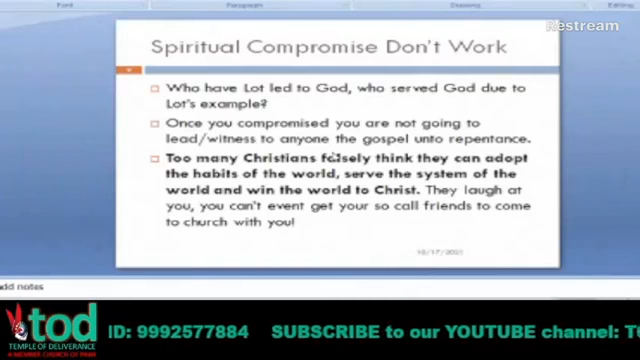 Font Paragraph Drawing Editing
Restream
Spiritual Compromise Don't Work
Who have Lot led to God, who served God due to
Lot's example?
Once you compromised you are not going to
lead/witness to anyone the gospel unto repentance.
Too many Christians falsely think they can adopt
the habits of the world, serve the system of the
world and win the world to Christ. They laugh at
you, you can't event get your so call friends to come
to church with you!
10/17/2021
add notes
tod
TEMPLE OF DELIVERANCE
ID: 9992577884 SUBSCRIBE to our YOUTUBE channel: T